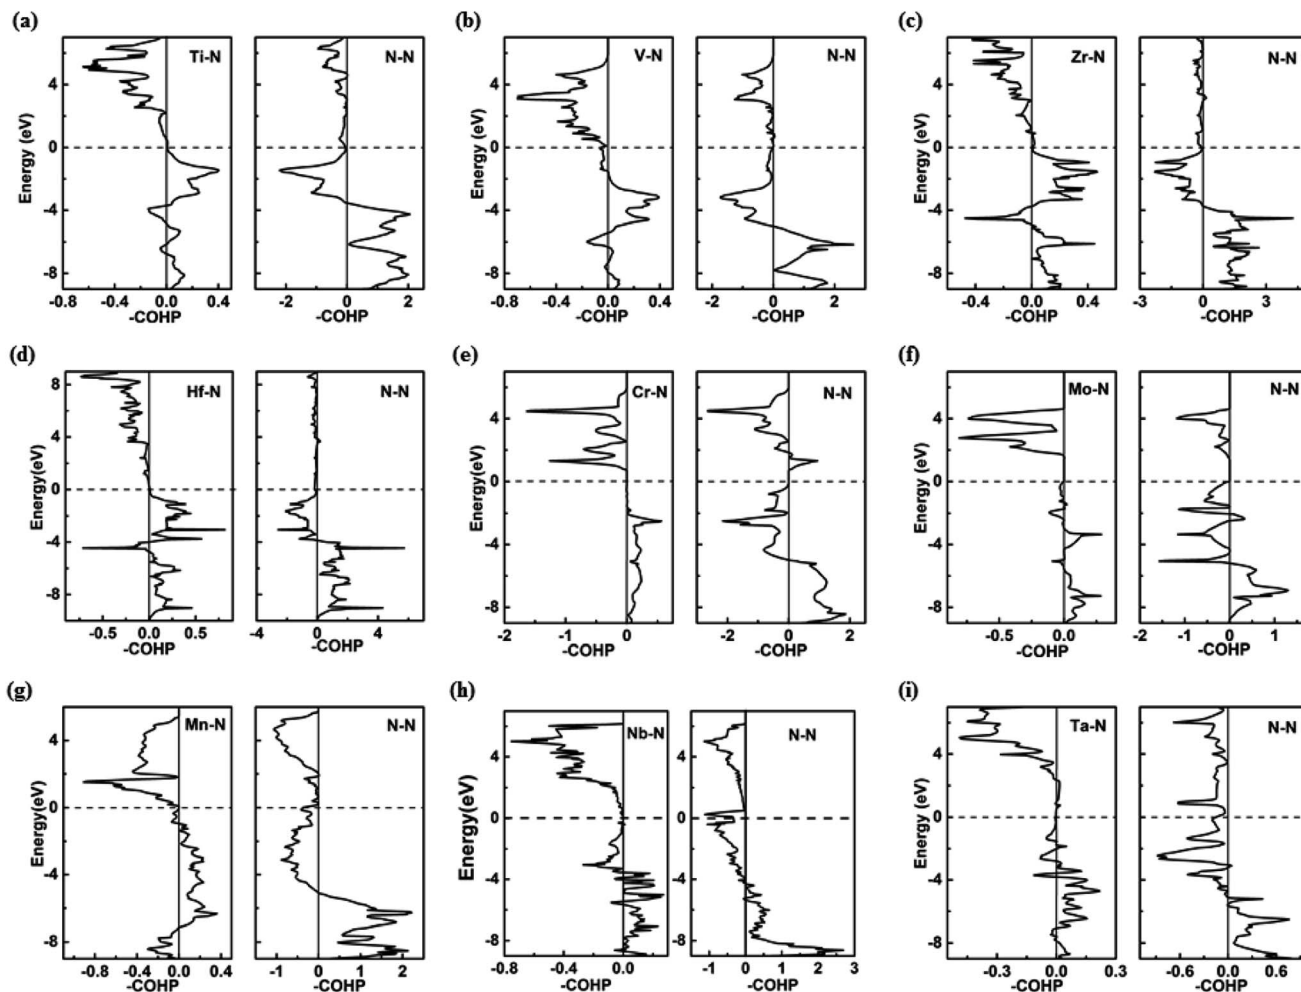 (a)
Ti-N
N-N
Energy (eV)
4
0
-4
-8
-0.8
-0.4
0.0
0.4
-2
0
2
-COHP
-COHP
(b)
V-N
N-N
Energy (eV)
4
0
-4
-8
-0.8
-0.4
0.0
0.4
-2
-1
0
1
2
-COHP
-COHP
(c)
Zr-N
N-N
Energy (eV)
4
0
-4
-8
-0.4
0.0
0.4
-3
0
3
-COHP
-COHP
(d)
Hf-N
N-N
Energy(eV)
8
4
0
-4
-8
-0.5
0.0
0.5
-4
0
4
-COHP
-COHP
(e)
Cr-N
N-N
Energy(eV)
4
0
-4
-8
-2
-1
0
-2
0
2
-COHP
-COHP
(f)
Mo-N
N-N
Energy (eV)
4
0
-4
-8
-0.5
0.0
-2
-1
0
1
-COHP
-COHP
(g)
Mn-N
N-N
Energy(eV)
4
0
-4
-8
-0.8
-0.4
0.0
0.4
-1
0
1
2
-COHP
-COHP
(h)
Nb-N
N-N
Energy(eV)
4
0
-4
-8
-0.8
-0.4
0.0
-1
0
1
2
3
-COHP
-COHP
(i)
Ta-N
N-N
Energy (eV)
4
0
-4
-8
-0.3
0.0
0.3
-0.6
0.0
0.6
-COHP
-COHP